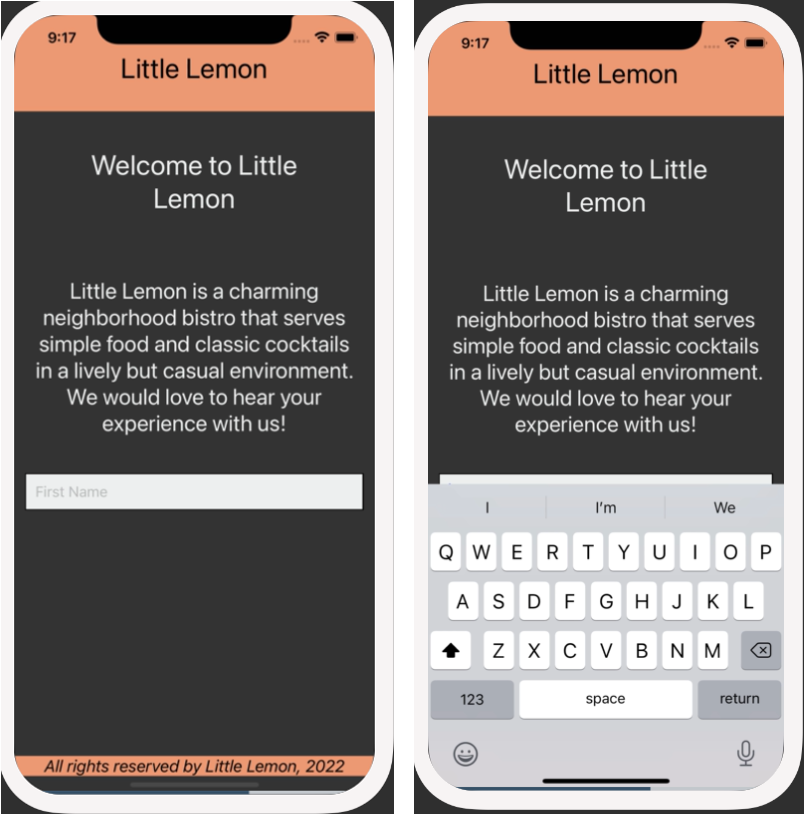 9:17
Little Lemon
Welcome to Little
Lemon
Little Lemon is a charming
neighborhood bistro that serves
simple food and classic cocktails
in a lively but casual environment.
We would love to hear your
experience with us!
First Name
All rights reserved by Little Lemon, 2022
9:17
Little Lemon
Welcome to Little
Lemon
Little Lemon is a charming
neighborhood bistro that serves
simple food and classic cocktails
in a lively but casual environment.
We would love to hear your
experience with us!
I I'm We
Q W E R T Y U I O P
A S D F G H J K L
Z X C V B N M
123 space return